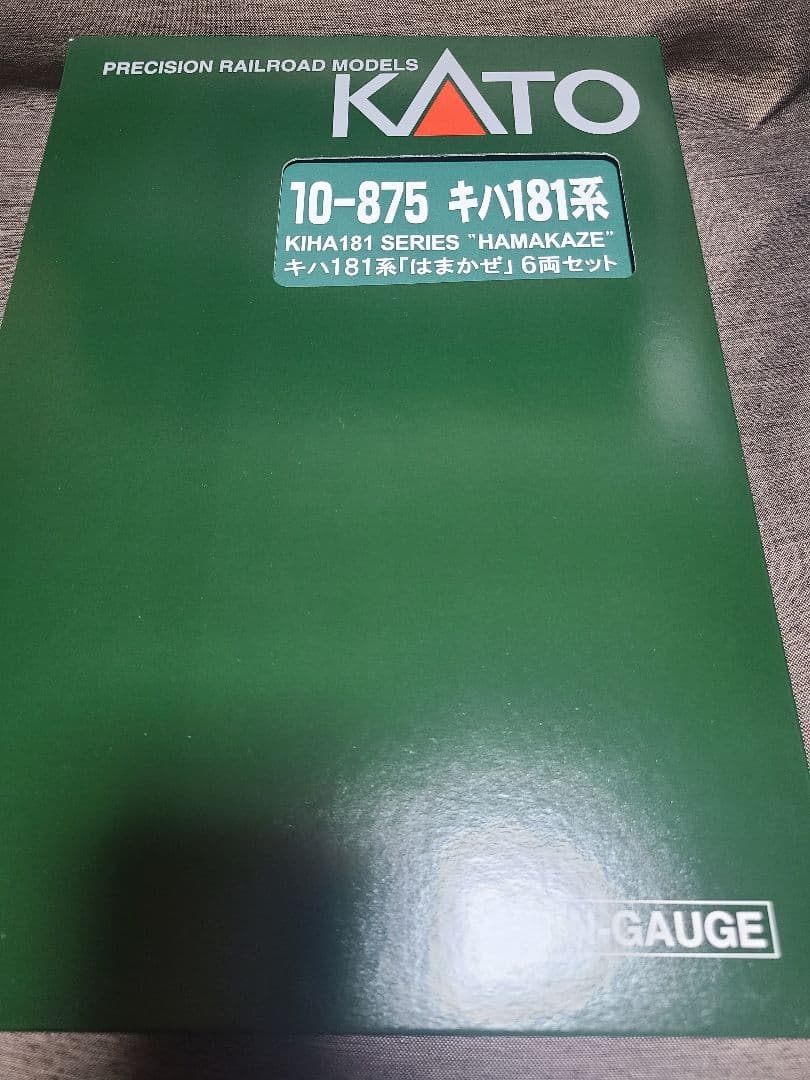 PRECISION RAILROAD MODELS
KATO
10-875 キハ181系
KIHA181 SERIES "HAMAKAZE"
キハ181系「はまかぜ」6両セット
N-GAUGE